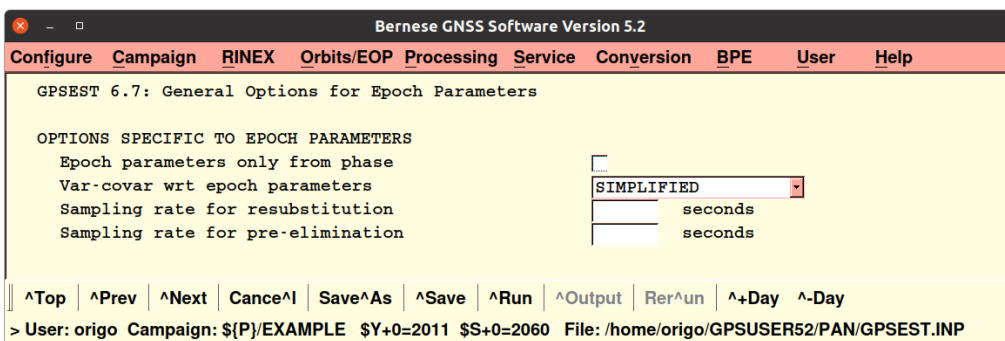 Bernese GNSS Software Version 5.2
Configure Campaign RINEX Orbits/EOP Processing Service Conversion BPE User Help
GPSEST 6.7: General Options for Epoch Parameters
OPTIONS SPECIFIC TO EPOCH PARAMETERS
Epoch parameters only from phase
Var-covar wrt epoch parameters SIMPLIFIED
Sampling rate for resubstitution seconds
Sampling rate for pre-elimination seconds
^Top ^Prev ^Next Cance^l Save^As ^Save ^Run ^Output Rer^un ^+Day ^-Day
> User: origo Campaign: ${P}/EXAMPLE $Y+0=2011 $S+0=2060 File: /home/origo/GPSUSER52/PAN/GPSEST.INP